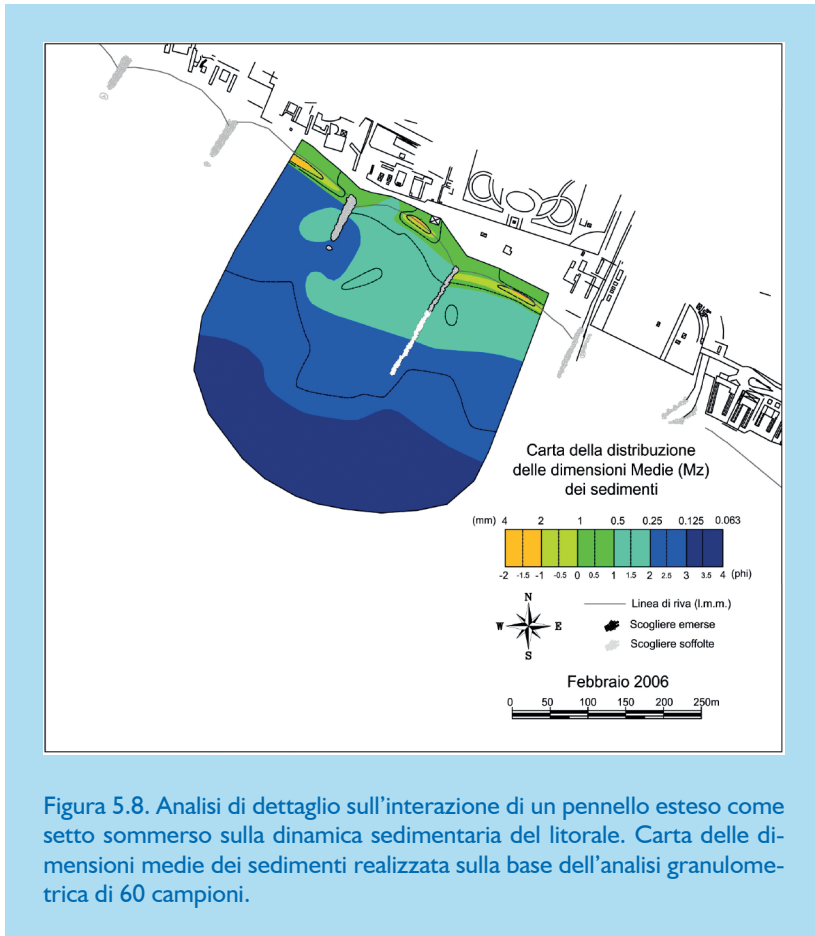 Carta della distribuzione
delle dimensioni Medie (Mz)
dei sedimenti
(mm) 4 2 1 0.5 0.25 0.125 0.063
-2 -1.5 -1 -0.5 0 0.5 1 1.5 2 2.5 3 3.5 4 (phi)
N
W E
S
Linea di riva (l.m.m.)
Scogliere emerse
Scogliere soffolte
Febbraio 2006
0 50 100 150 200 250m
Figura 5.8. Analisi di dettaglio sull'interazione di un pennello esteso come
setto sommerso sulla dinamica sedimentaria del litorale. Carta delle di-
mensioni medie dei sedimenti realizzata sulla base dell'analisi granulome-
trica di 60 campioni.